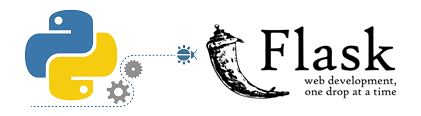 Flask
web development,
one drop at a time